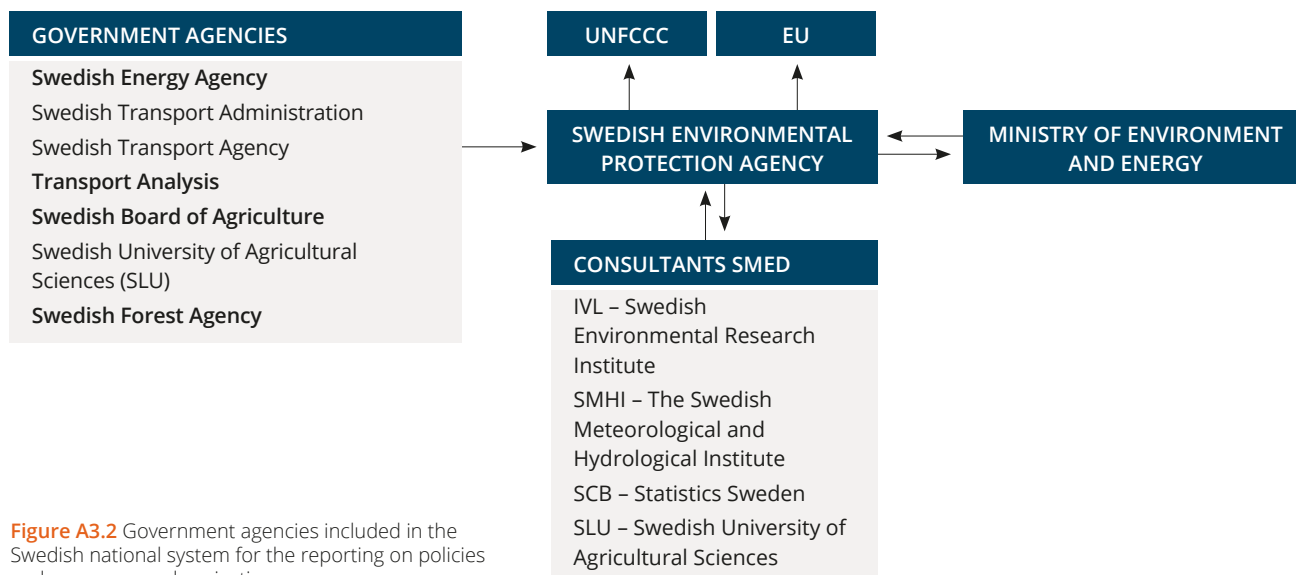 GOVERNMENT AGENCIES
Swedish Energy Agency
Swedish Transport Administration
Swedish Transport Agency
Transport Analysis
Swedish Board of Agriculture
Swedish University of Agricultural
Sciences (SLU)
Swedish Forest Agency
UNFCCC
EU
SWEDISH ENVIRONMENTAL
PROTECTION AGENCY
MINISTRY OF ENVIRONMENT
AND ENERGY
CONSULTANTS SMED
IVL – Swedish
Environmental Research
Institute
SMHI – The Swedish
Meteorological and
Hydrological Institute
SCB – Statistics Sweden
SLU – Swedish University of
Agricultural Sciences
Figure A3.2 Government agencies included in the
Swedish national system for the reporting on policies